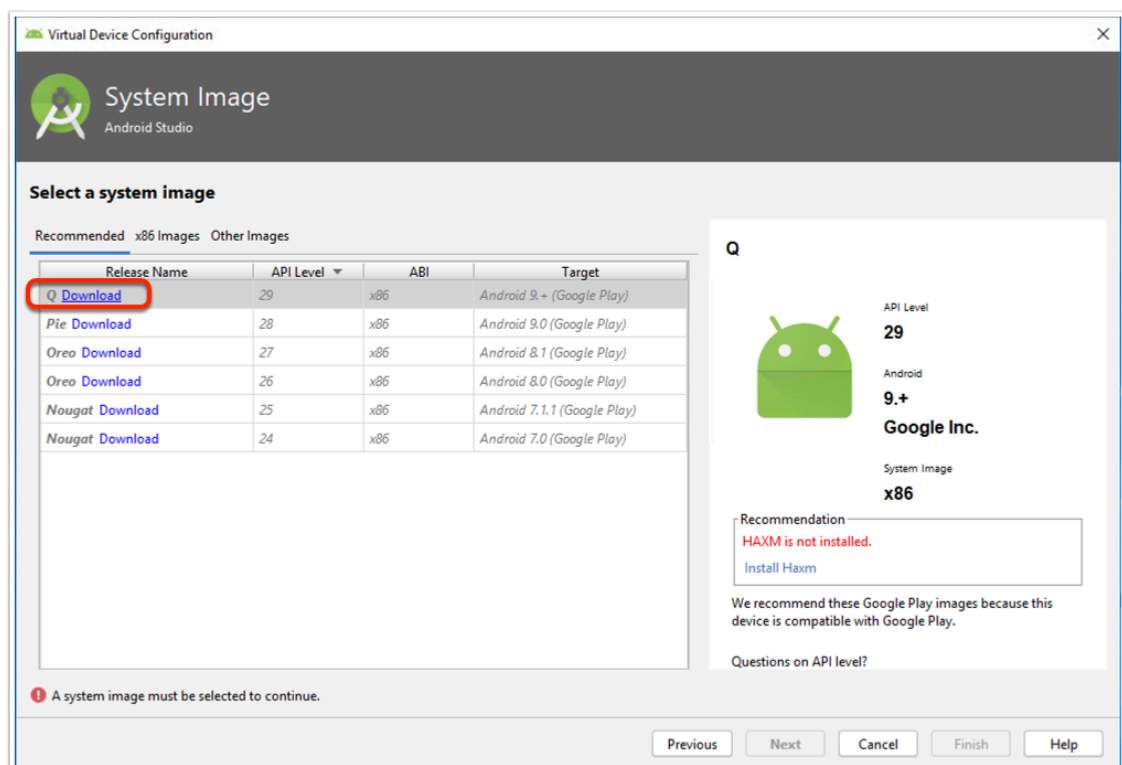 Virtual Device Configuration
System Image
Android Studio
Select a system image
Recommended x86 Images Other Images
Release Name API Level ABI Target
Q Download 29 x86 Android 9.+ (Google Play)
Pie Download 28 x86 Android 9.0 (Google Play)
Oreo Download 27 x86 Android 8.1 (Google Play)
Oreo Download 26 x86 Android 8.0 (Google Play)
Nougat Download 25 x86 Android 7.1.1 (Google Play)
Nougat Download 24 x86 Android 7.0 (Google Play)
Q
API Level
29
Android
9.+
Google Inc.
System Image
x86
Recommendation
HAXM is not installed.
Install Haxm
We recommend these Google Play images because this
device is compatible with Google Play.
Questions on API level?
A system image must be selected to continue.
Previous Next Cancel Finish Help